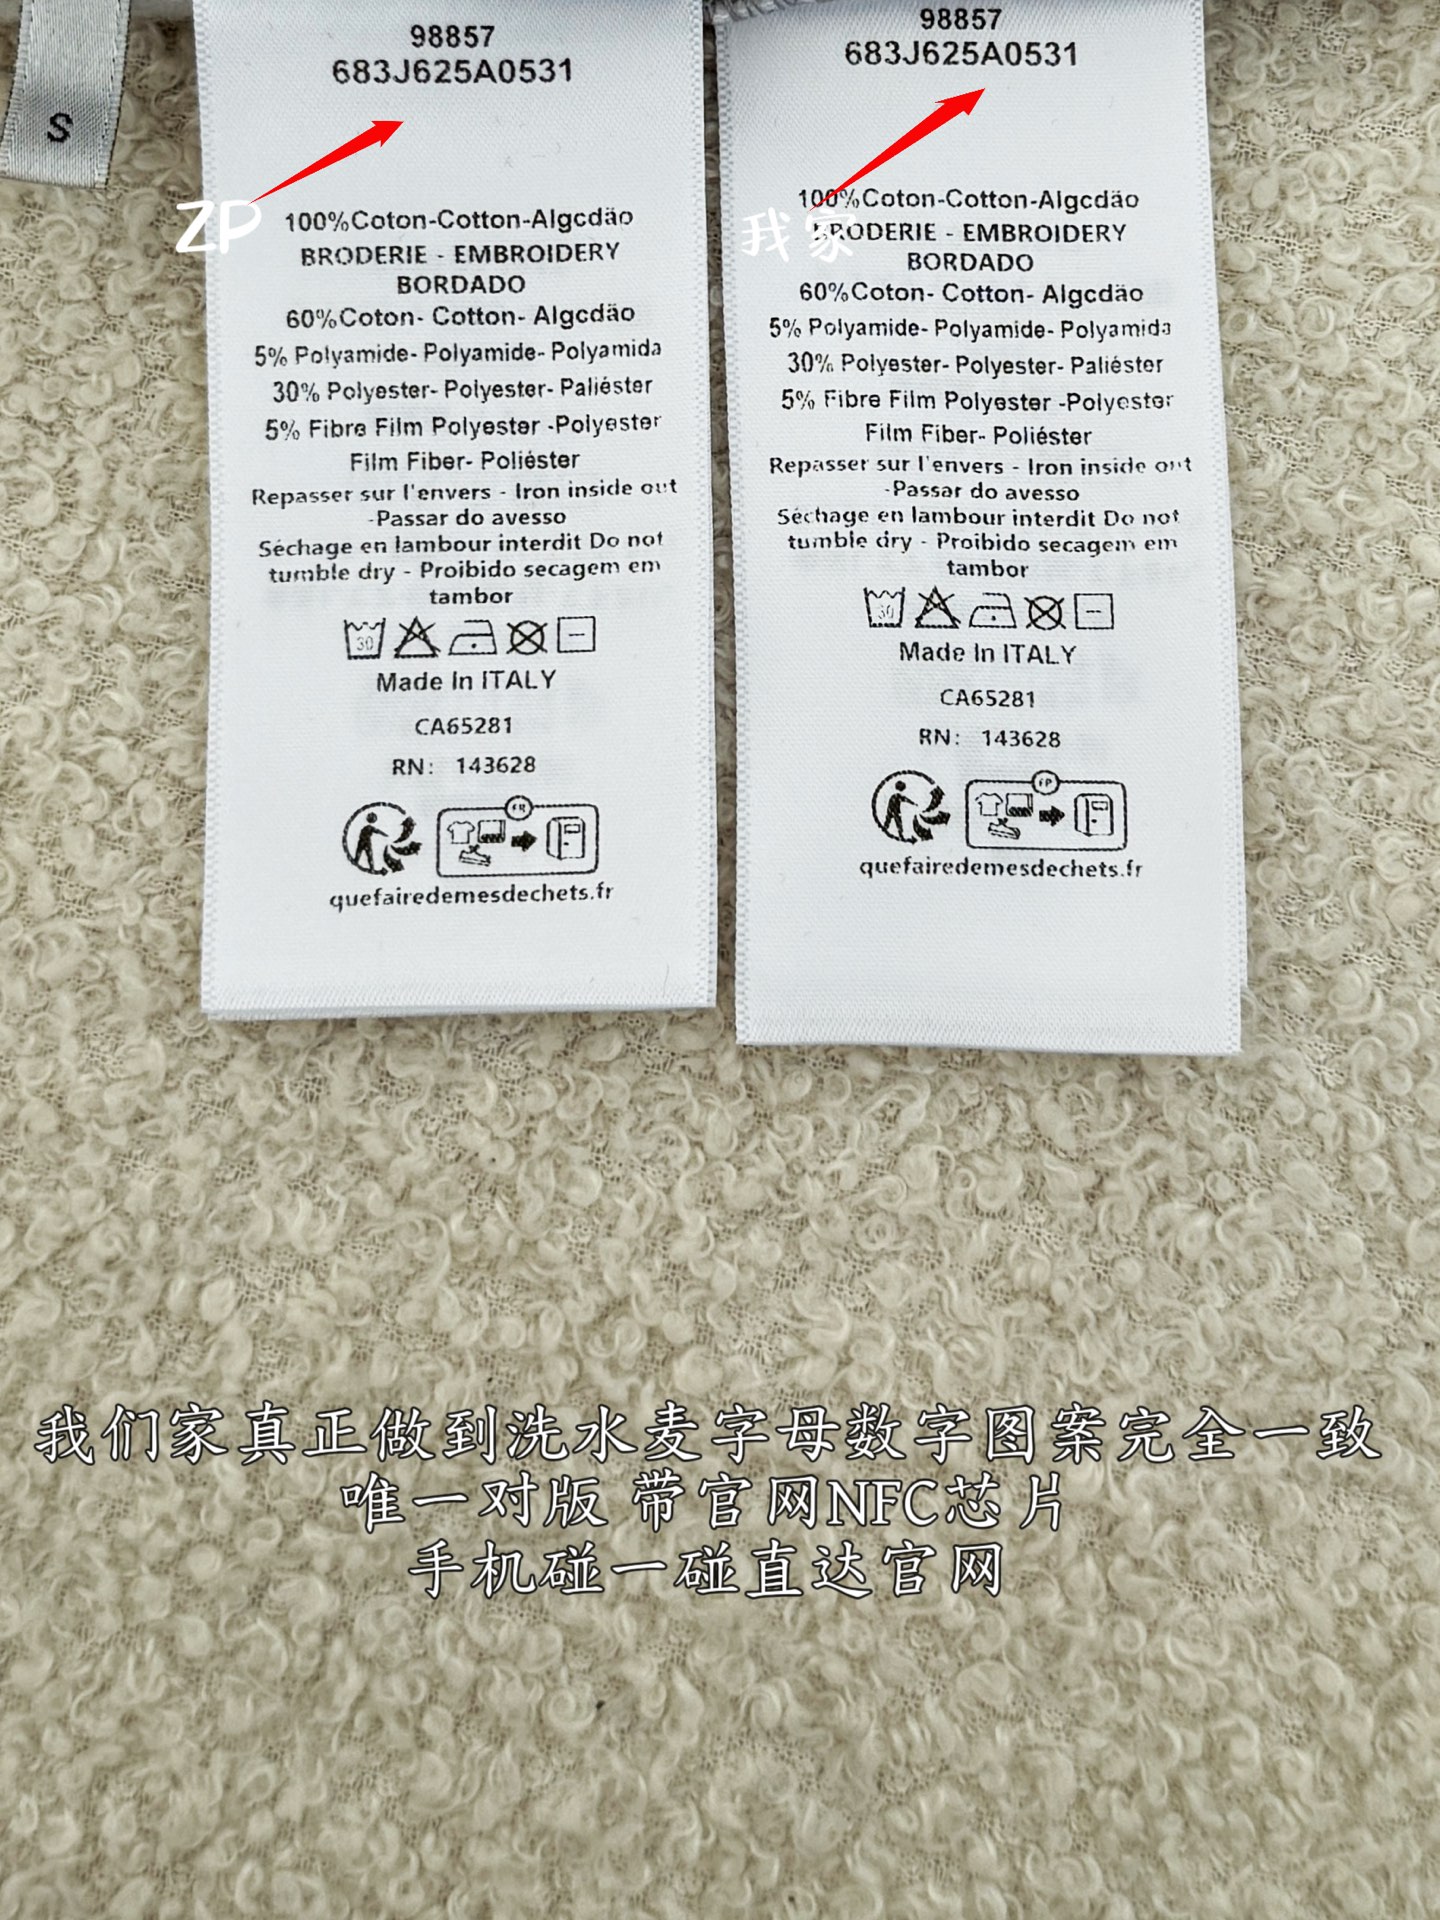 S
98857
683J625A0531
ZP
100%Coton-Cotton-Algcdão
BRODERIE - EMBROIDERY
BORDADO
60%Coton- Cotton- Algcdão
5% Polyamide- Polyamide- Polyamida
30% Polyester- Polyester- Paliéster
5% Fibre Film Polyester -Polyester
Film Fiber- Poliéster
Repasser sur l'envers - Iron inside out
-Passar do avesso
Séchage en lambour interdit Do not
tumble dry - Proibido secagem em
tambor
30
Made In ITALY
CA65281
RN: 143628
FR
quefairedemesdechets.fr
98857
683J625A0531
我家
100%Coton-Cotton-Algcdão
BRODERIE - EMBROIDERY
BORDADO
60%Coton- Cotton- Algcdão
5% Polyamide- Polyamide- Polyamida
30% Polyester- Polyester- Paliéster
5% Fibre Film Polyester -Polyester
Film Fiber- Poliéster
Repasser sur l'envers - Iron inside out
-Passar do avesso
Séchage en lambour interdit Do not
tumble dry - Proibido secagem em
tambor
30
Made In ITALY
CA65281
RN: 143628
quefairedemesdechets.fr
我们家真正做到洗水麦字母数字图案完全一致
唯一对版 带官网NFC芯片
手机碰一碰直达官网